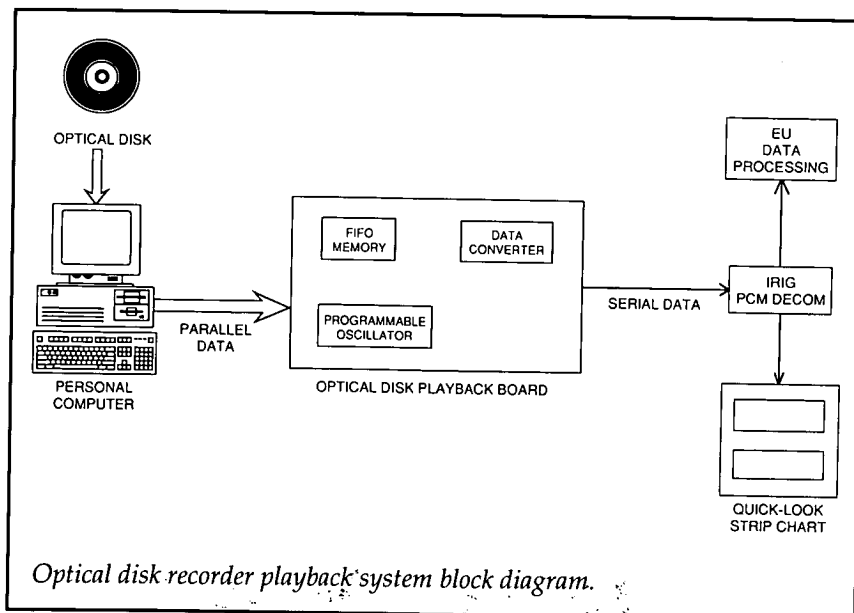 OPTICAL DISK
PERSONAL
COMPUTER
PARALLEL
DATA
FIFO
MEMORY
DATA
CONVERTER
PROGRAMMABLE
OSCILLATOR
OPTICAL DISK PLAYBACK BOARD
SERIAL DATA
EU
DATA
PROCESSING
IRIG
PCM DECOM
QUICK-LOOK
STRIP CHART
Optical disk recorder playback system block diagram.